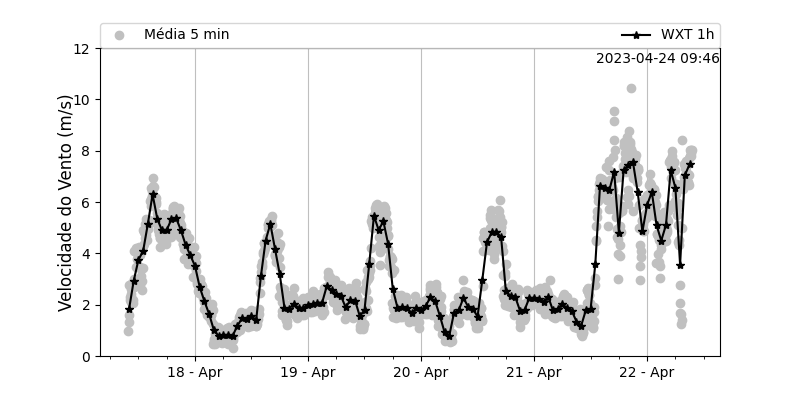 Média 5 min
WXT 1h
2023-04-24 09:46
Velocidade do Vento (m/s)
12
10
8
6
4
2
0
18 - Apr
19 - Apr
20 - Apr
21 - Apr
22 - Apr